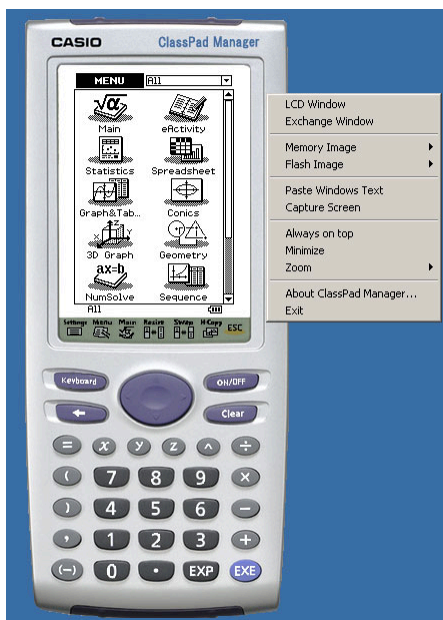 CASIO ClassPad Manager
MENU All
Main eActivity
Statistics Spreadsheet
Graph&Tab... Conics
3D Graph Geometry
NumSolve Sequence
All
Settings Menu Main Resize Swap H-Copy ESC
Keyboard ON/OFF
Clear
= x y z ^ ÷
( 7 8 9 ×
) 4 5 6 −
, 1 2 3 +
(−) 0 • EXP EXE
LCD Window
Exchange Window
Memory Image
Flash Image
Paste Windows Text
Capture Screen
Always on top
Minimize
Zoom
About ClassPad Manager...
Exit